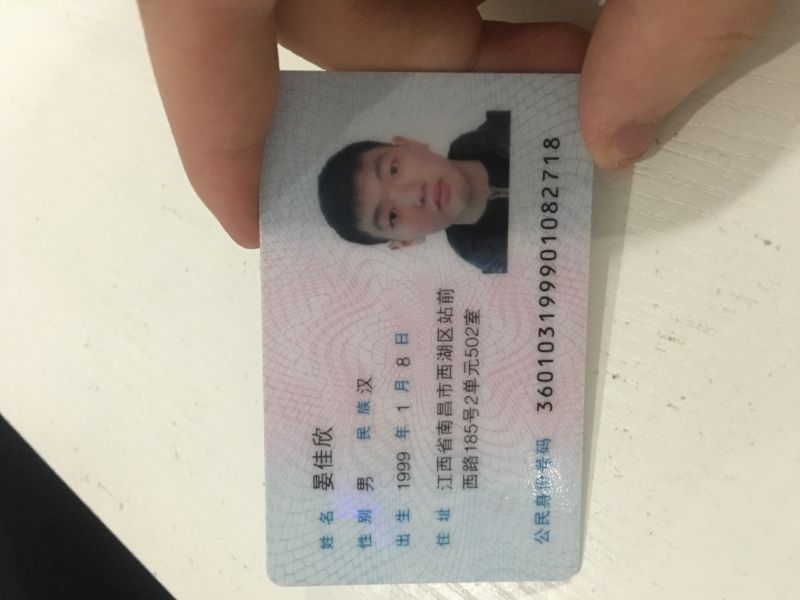 姓名 晏佳欣
性别 男 民族 汉
出生 1999 年 1 月 8 日
住址 江西省南昌市西湖区站前
西路185号2单元502室
公民身份号码 360103199901082718